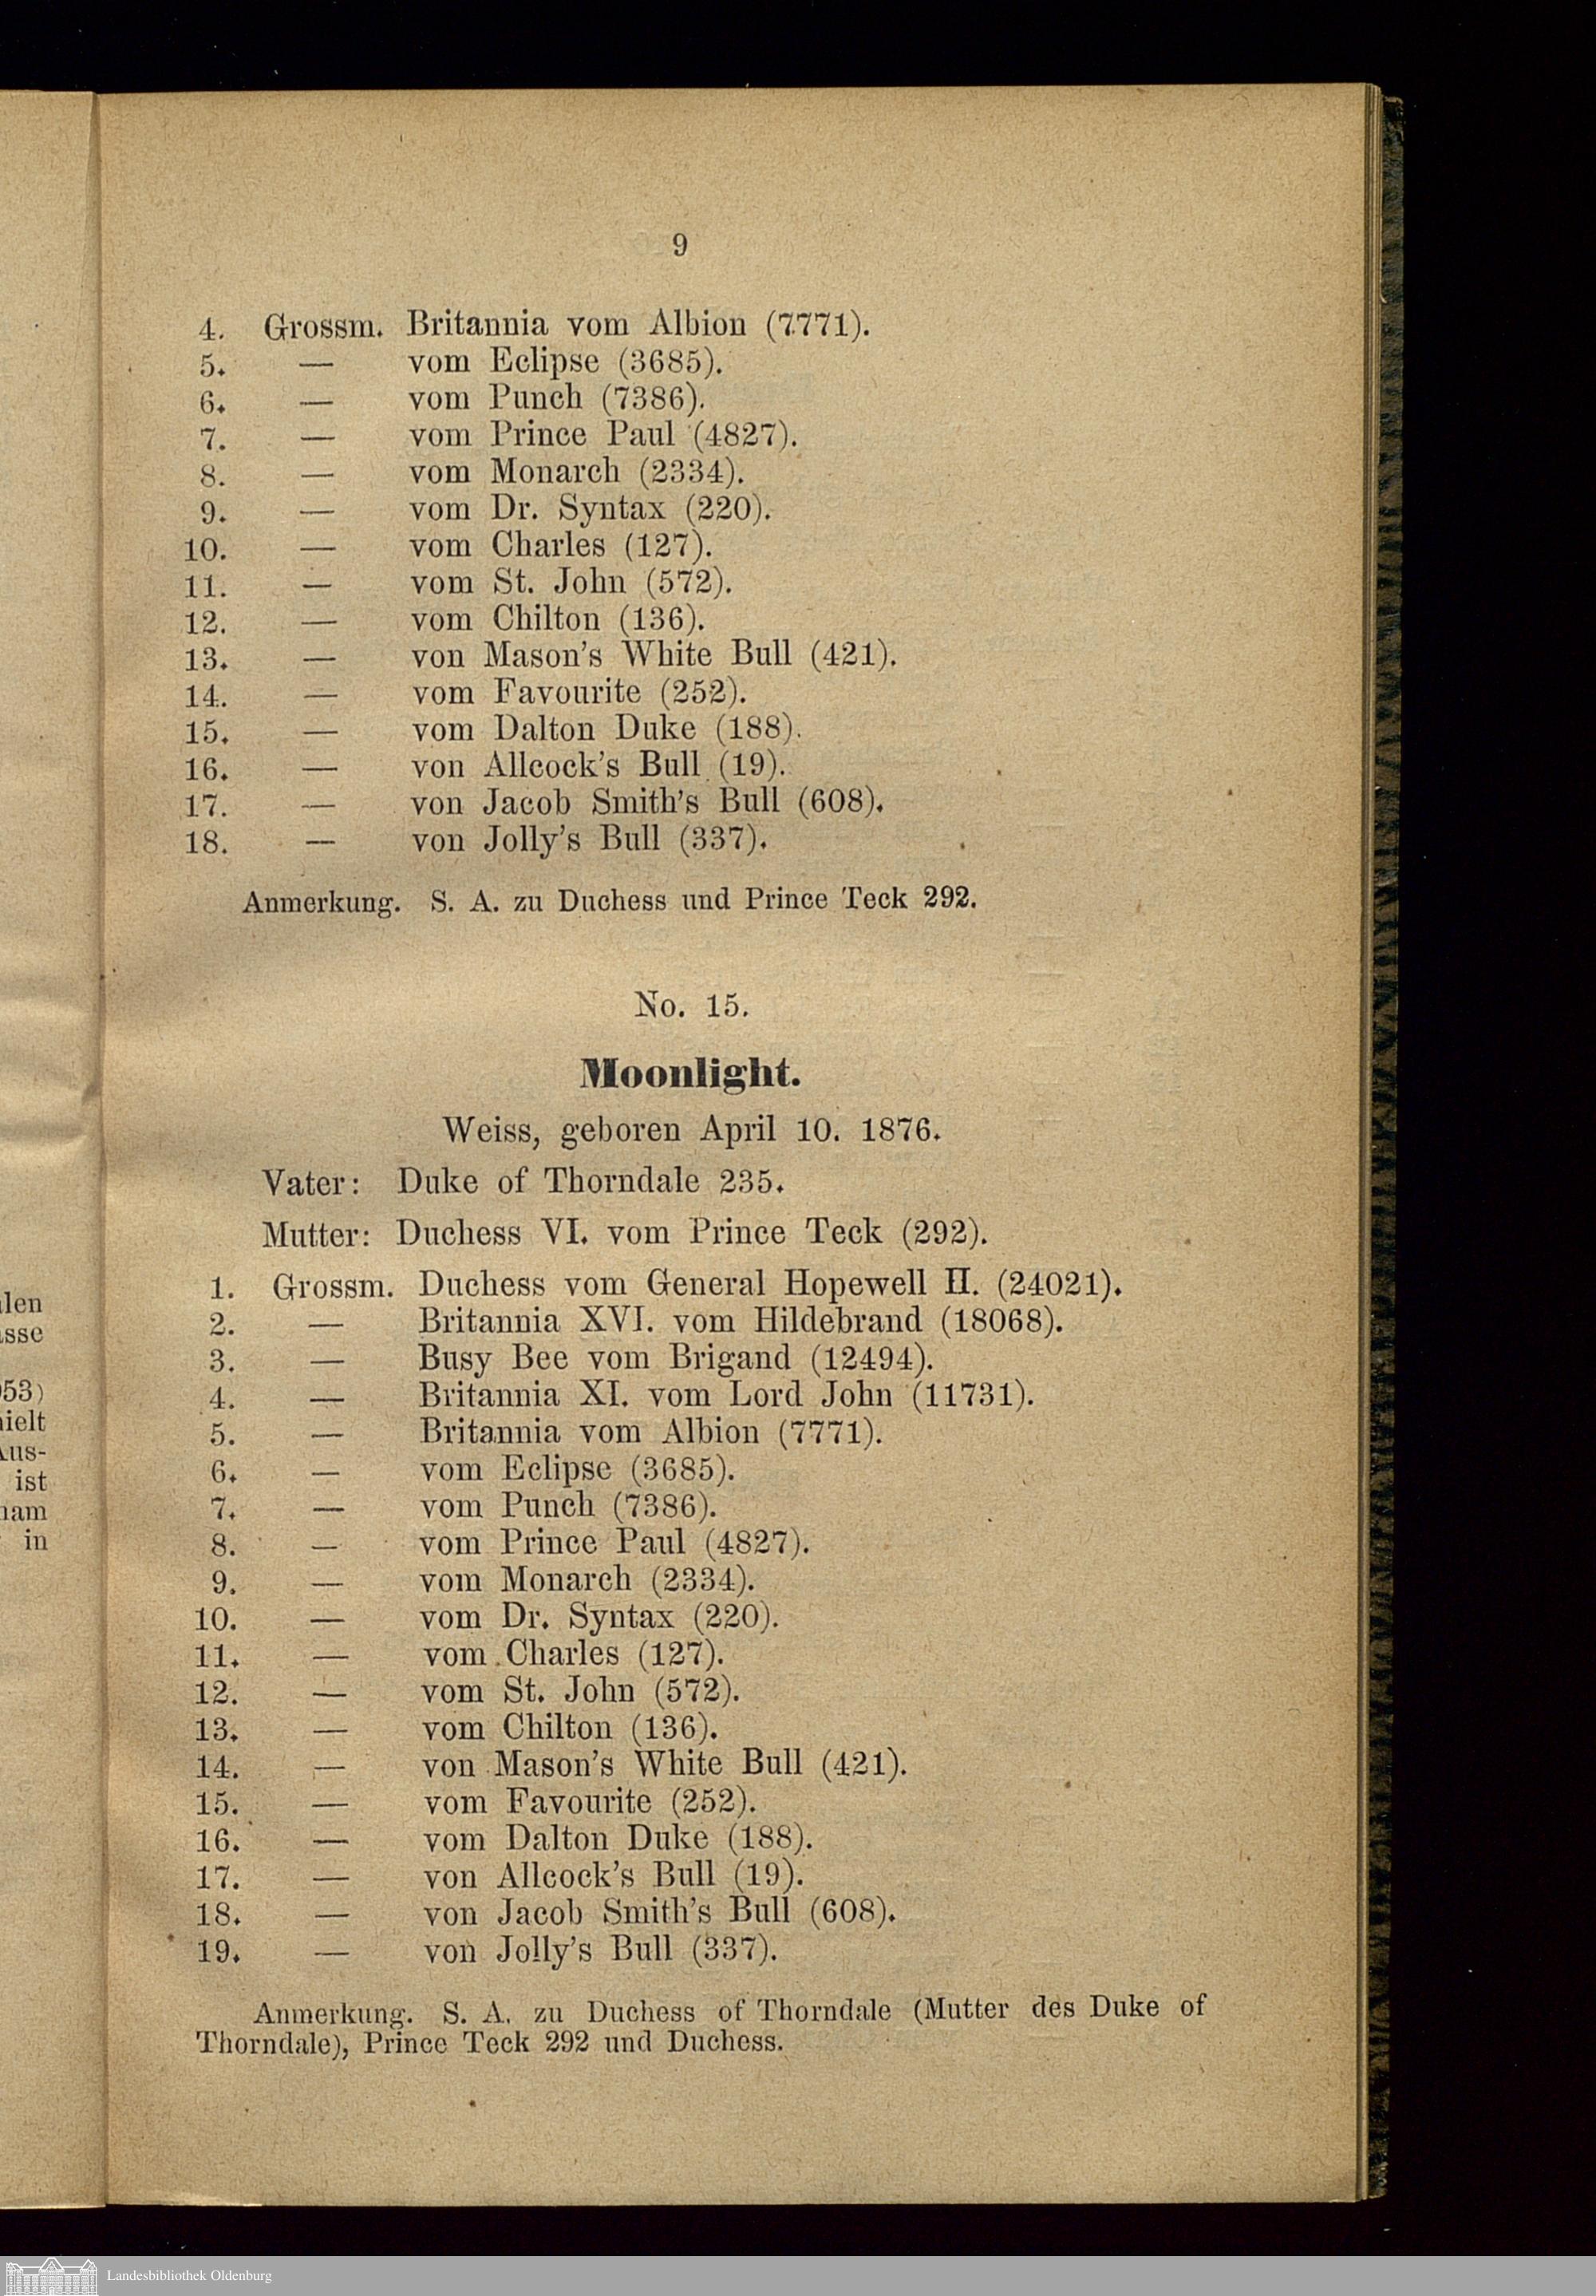 9
4. Grossm. Britannia vom Albion (7771).
5. — vom Eclipse (3685).
6. — vom Punch (7386).
7. — vom Prince Paul (4827).
8. — vom Monarch (2334).
9. — vom Dr. Syntax (220).
10. — vom Charles (127).
11. — vom St. John (572).
12. — vom Chilton (136).
13. — von Mason's White Bull (421).
14. — vom Favourite (252).
15. — vom Dalton Duke (188).
16. — von Allcock's Bull (19).
17. — von Jacob Smith's Bull (608).
18. — von Jolly's Bull (337).
Anmerkung. S. A. zu Duchess und Prince Teck 292.
No. 15.
Moonlight.
Weiss, geboren April 10. 1876.
Vater: Duke of Thorndale 235.
Mutter: Duchess VI. vom Prince Teck (292).
1. Grossm. Duchess vom General Hopewell II. (24021).
2. — Britannia XVI. vom Hildebrand (18068).
3. — Busy Bee vom Brigand (12494).
4. — Britannia XI. vom Lord John (11731).
5. — Britannia vom Albion (7771).
6. — vom Eclipse (3685).
7. — vom Punch (7386).
8. — vom Prince Paul (4827).
9. — vom Monarch (2334).
10. — vom Dr. Syntax (220).
11. — vom Charles (127).
12. — vom St. John (572).
13. — vom Chilton (136).
14. — von Mason's White Bull (421).
15. — vom Favourite (252).
16. — vom Dalton Duke (188).
17. — von Allcock's Bull (19).
18. — von Jacob Smith's Bull (608).
19. — von Jolly's Bull (337).
Anmerkung. S. A. zu Duchess of Thorndale (Mutter des Duke of
Thorndale), Prince Teck 292 und Duchess.
ist
in
Landesbibliothek Oldenburg